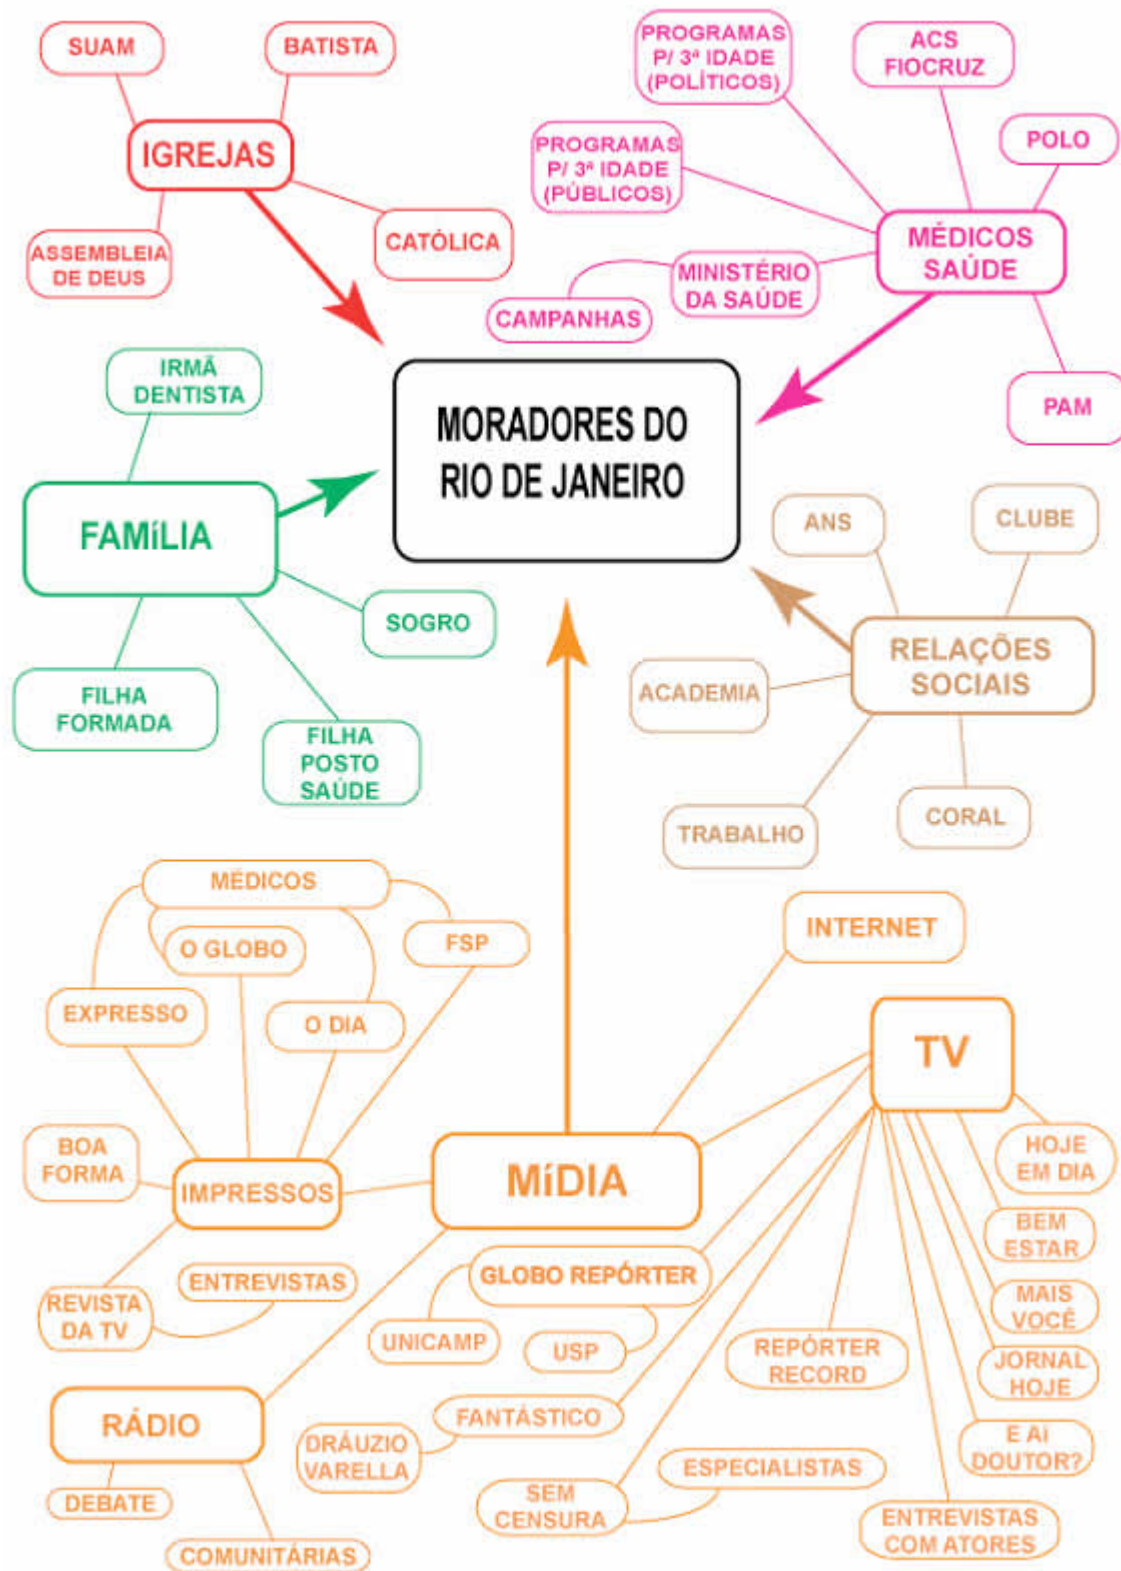 SUAM
BATISTA
IGREJAS
ASSEMBLEIA
DE DEUS
CATÓLICA
PROGRAMAS
P/ 3ª IDADE
(POLÍTICOS)
ACS
FIOCRUZ
PROGRAMAS
P/ 3ª IDADE
(PÚBLICOS)
POLO
MÉDICOS
SAÚDE
MINISTÉRIO
DA SAÚDE
CAMPANHAS
PAM
IRMÃ
DENTISTA
FAMíLIA
SOGRO
FILHA
FORMADA
FILHA
POSTO
SAÚDE
MORADORES DO
RIO DE JANEIRO
ANS
CLUBE
RELAÇÕES
SOCIAIS
ACADEMIA
TRABALHO
CORAL
MÉDICOS
O GLOBO
FSP
EXPRESSO
O DIA
BOA
FORMA
IMPRESSOS
REVISTA
DA TV
ENTREVISTAS
MíDIA
INTERNET
TV
HOJE
EM DIA
BEM
ESTAR
MAIS
VOCÊ
JORNAL
HOJE
E Aí
DOUTOR?
ENTREVISTAS
COM ATORES
REPÓRTER
RECORD
GLOBO REPÓRTER
UNICAMP
USP
FANTÁSTICO
DRÁUZIO
VARELLA
SEM
CENSURA
ESPECIALISTAS
RÁDIO
DEBATE
COMUNITÁRIAS